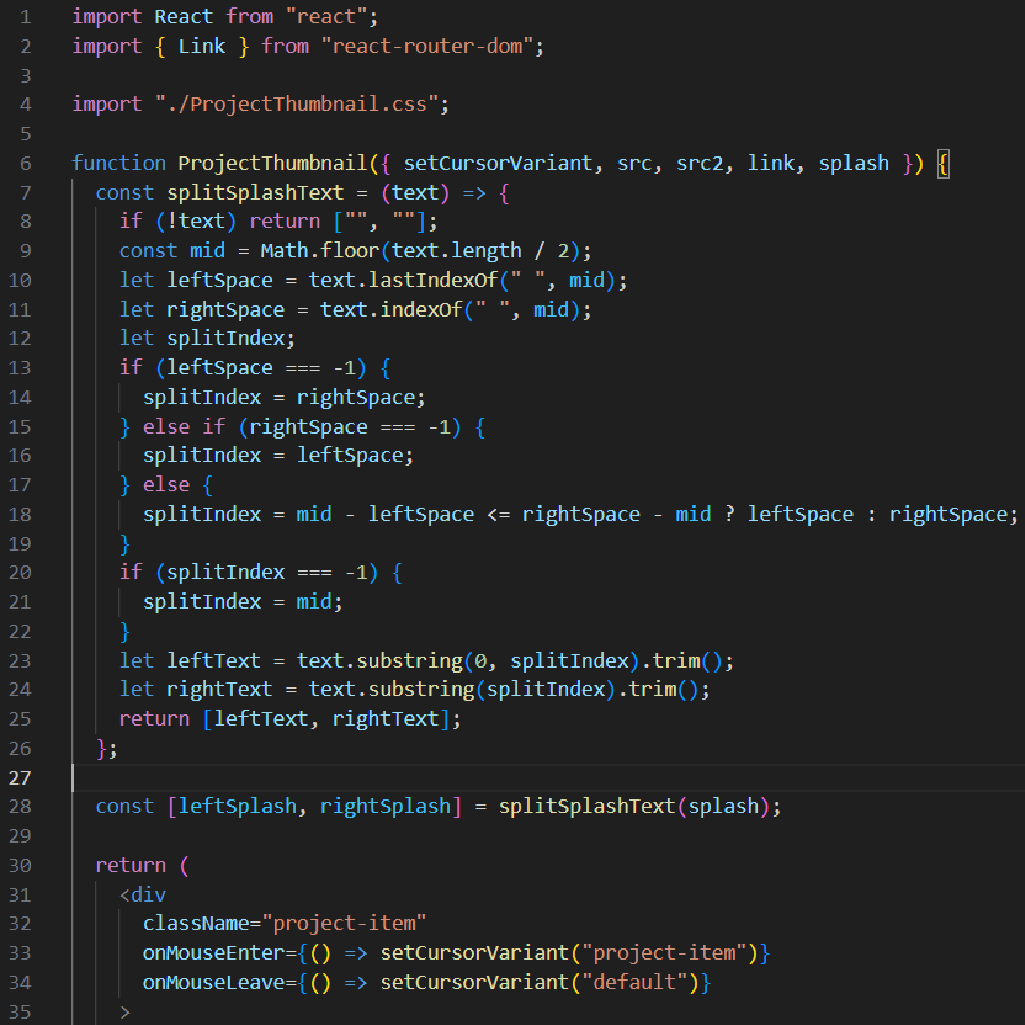 1 import React from "react";
2 import { Link } from "react-router-dom";
3
4 import "./ProjectThumbnail.css";
5
6 function ProjectThumbnail({ setCursorVariant, src, src2, link, splash }) {
7   const splitSplashText = (text) => {
8     if (!text) return ["", ""];
9     const mid = Math.floor(text.length / 2);
10     let leftSpace = text.lastIndexOf(" ", mid);
11     let rightSpace = text.indexOf(" ", mid);
12     let splitIndex;
13     if (leftSpace === -1) {
14       splitIndex = rightSpace;
15     } else if (rightSpace === -1) {
16       splitIndex = leftSpace;
17     } else {
18       splitIndex = mid - leftSpace <= rightSpace - mid ? leftSpace : rightSpace;
19     }
20     if (splitIndex === -1) {
21       splitIndex = mid;
22     }
23     let leftText = text.substring(0, splitIndex).trim();
24     let rightText = text.substring(splitIndex).trim();
25     return [leftText, rightText];
26   };
27
28   const [leftSplash, rightSplash] = splitSplashText(splash);
29
30   return (
31     <div
32       className="project-item"
33       onMouseEnter={() => setCursorVariant("project-item")}
34       onMouseLeave={() => setCursorVariant("default")}
35     >